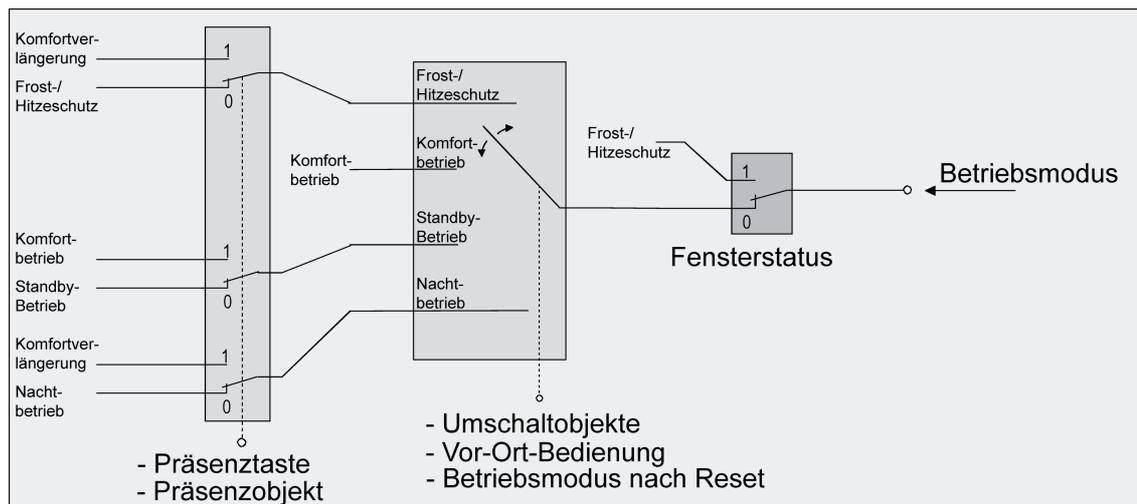 Komfortver-
längerung
1
Frost-/
Hitzeschutz
0
Komfort-
betrieb
1
Standby-
Betrieb
0
Komfortver-
längerung
1
Nacht-
betrieb
0
- Präsenztaste
- Präsenzobjekt
Komfort-
betrieb
Frost-/
Hitzeschutz
Komfort-
betrieb
Standby-
Betrieb
Nacht-
betrieb
- Umschaltobjekte
- Vor-Ort-Bedienung
- Betriebsmodus nach Reset
Frost-/
Hitzeschutz
1
0
Fensterstatus
Betriebsmodus